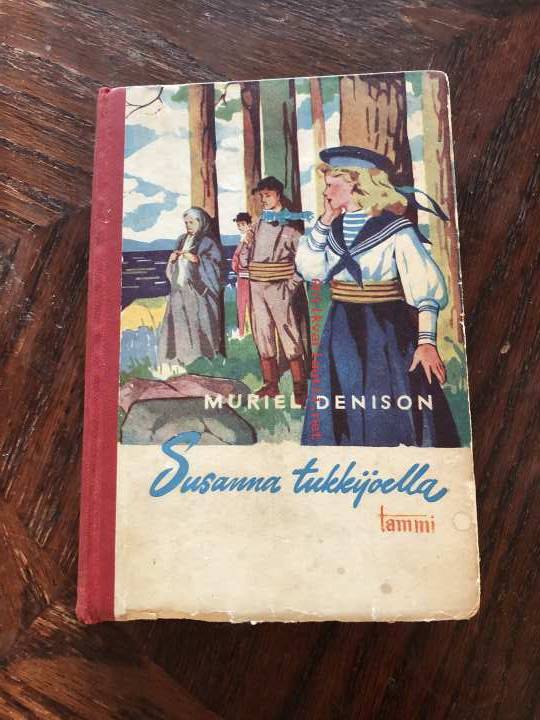 MURIEL DENISON
Susanna tukkijoella
tammi